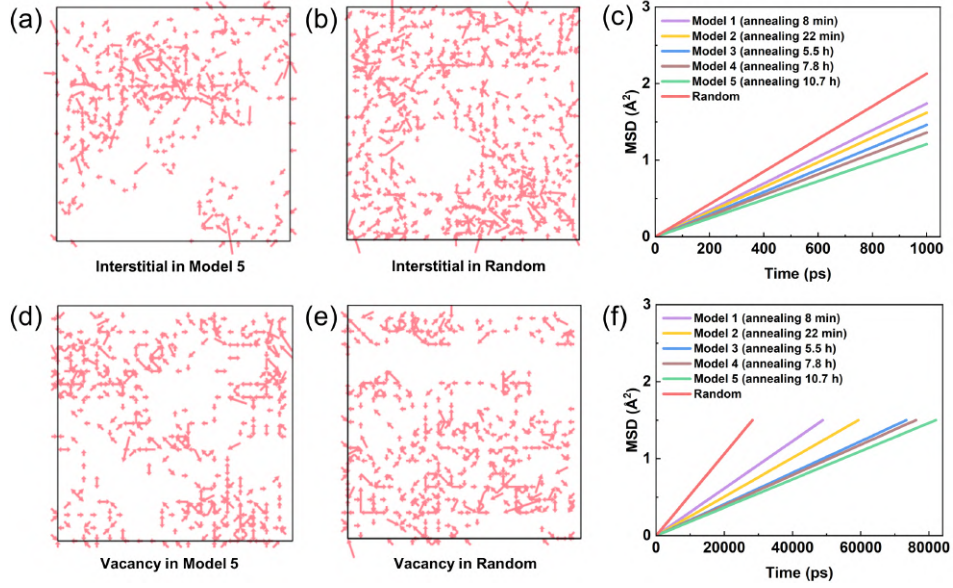 (a)
Interstitial in Model 5
(b)
Interstitial in Random
(c)
MSD (Å²)
3
2
1
0
Model 1 (annealing 8 min)
Model 2 (annealing 22 min)
Model 3 (annealing 5.5 h)
Model 4 (annealing 7.8 h)
Model 5 (annealing 10.7 h)
Random
0 200 400 600 800 1000
Time (ps)
(d)
Vacancy in Model 5
(e)
Vacancy in Random
(f)
MSD (Å²)
3
2
1
0
Model 1 (annealing 8 min)
Model 2 (annealing 22 min)
Model 3 (annealing 5.5 h)
Model 4 (annealing 7.8 h)
Model 5 (annealing 10.7 h)
Random
0 20000 40000 60000 80000
Time (ps)